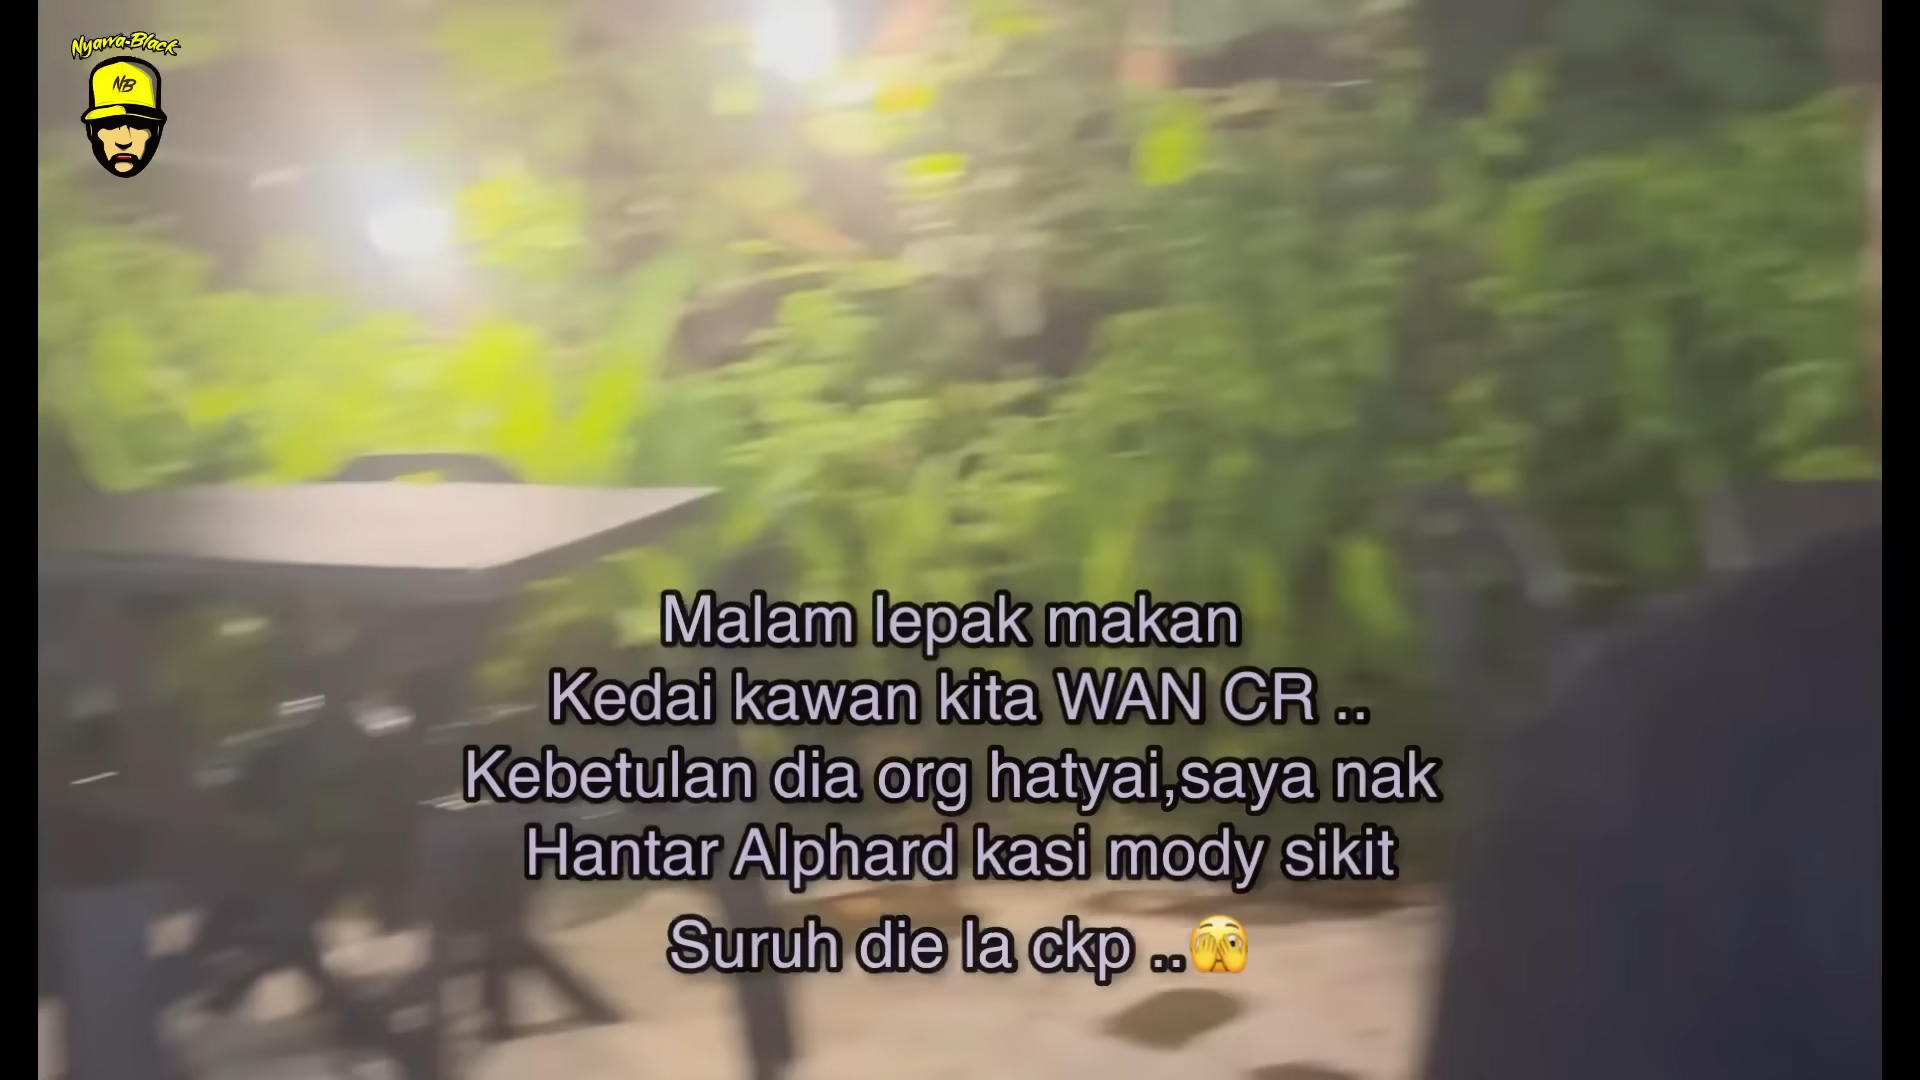 Nyawa-Black
NB
Malam lepak makan
Kedai kawan kita WAN CR ..
Kebetulan dia org hatyai,saya nak
Hantar Alphard kasi mody sikit
Suruh die la ckp ..🫣